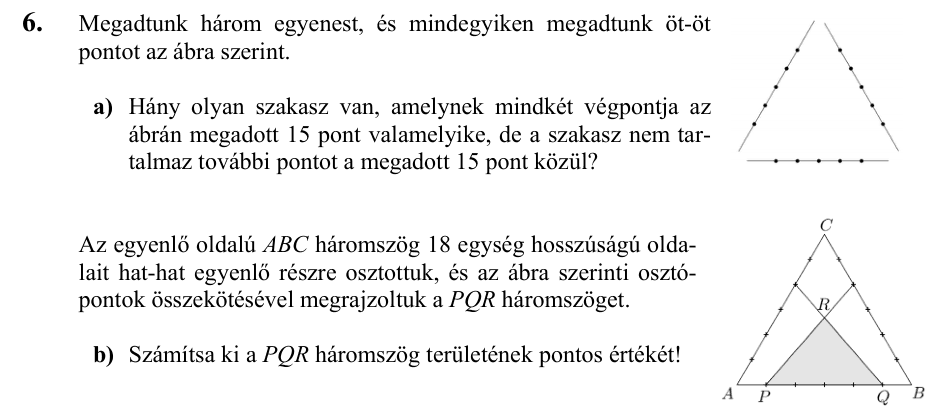 6. Megadtunk három egyenest, és mindegyiken megadtunk öt-öt
pontot az ábra szerint.
a) Hány olyan szakasz van, amelynek mindkét végpontja az
ábrán megadott 15 pont valamelyike, de a szakasz nem tar-
talmaz további pontot a megadott 15 pont közül?
Az egyenlő oldalú ABC háromszög 18 egység hosszúságú olda-
lait hat-hat egyenlő részre osztottuk, és az ábra szerinti osztó-
pontok összekötésével megrajzoltuk a PQR háromszöget.
b) Számítsa ki a PQR háromszög területének pontos értékét!
C
R
A P Q B